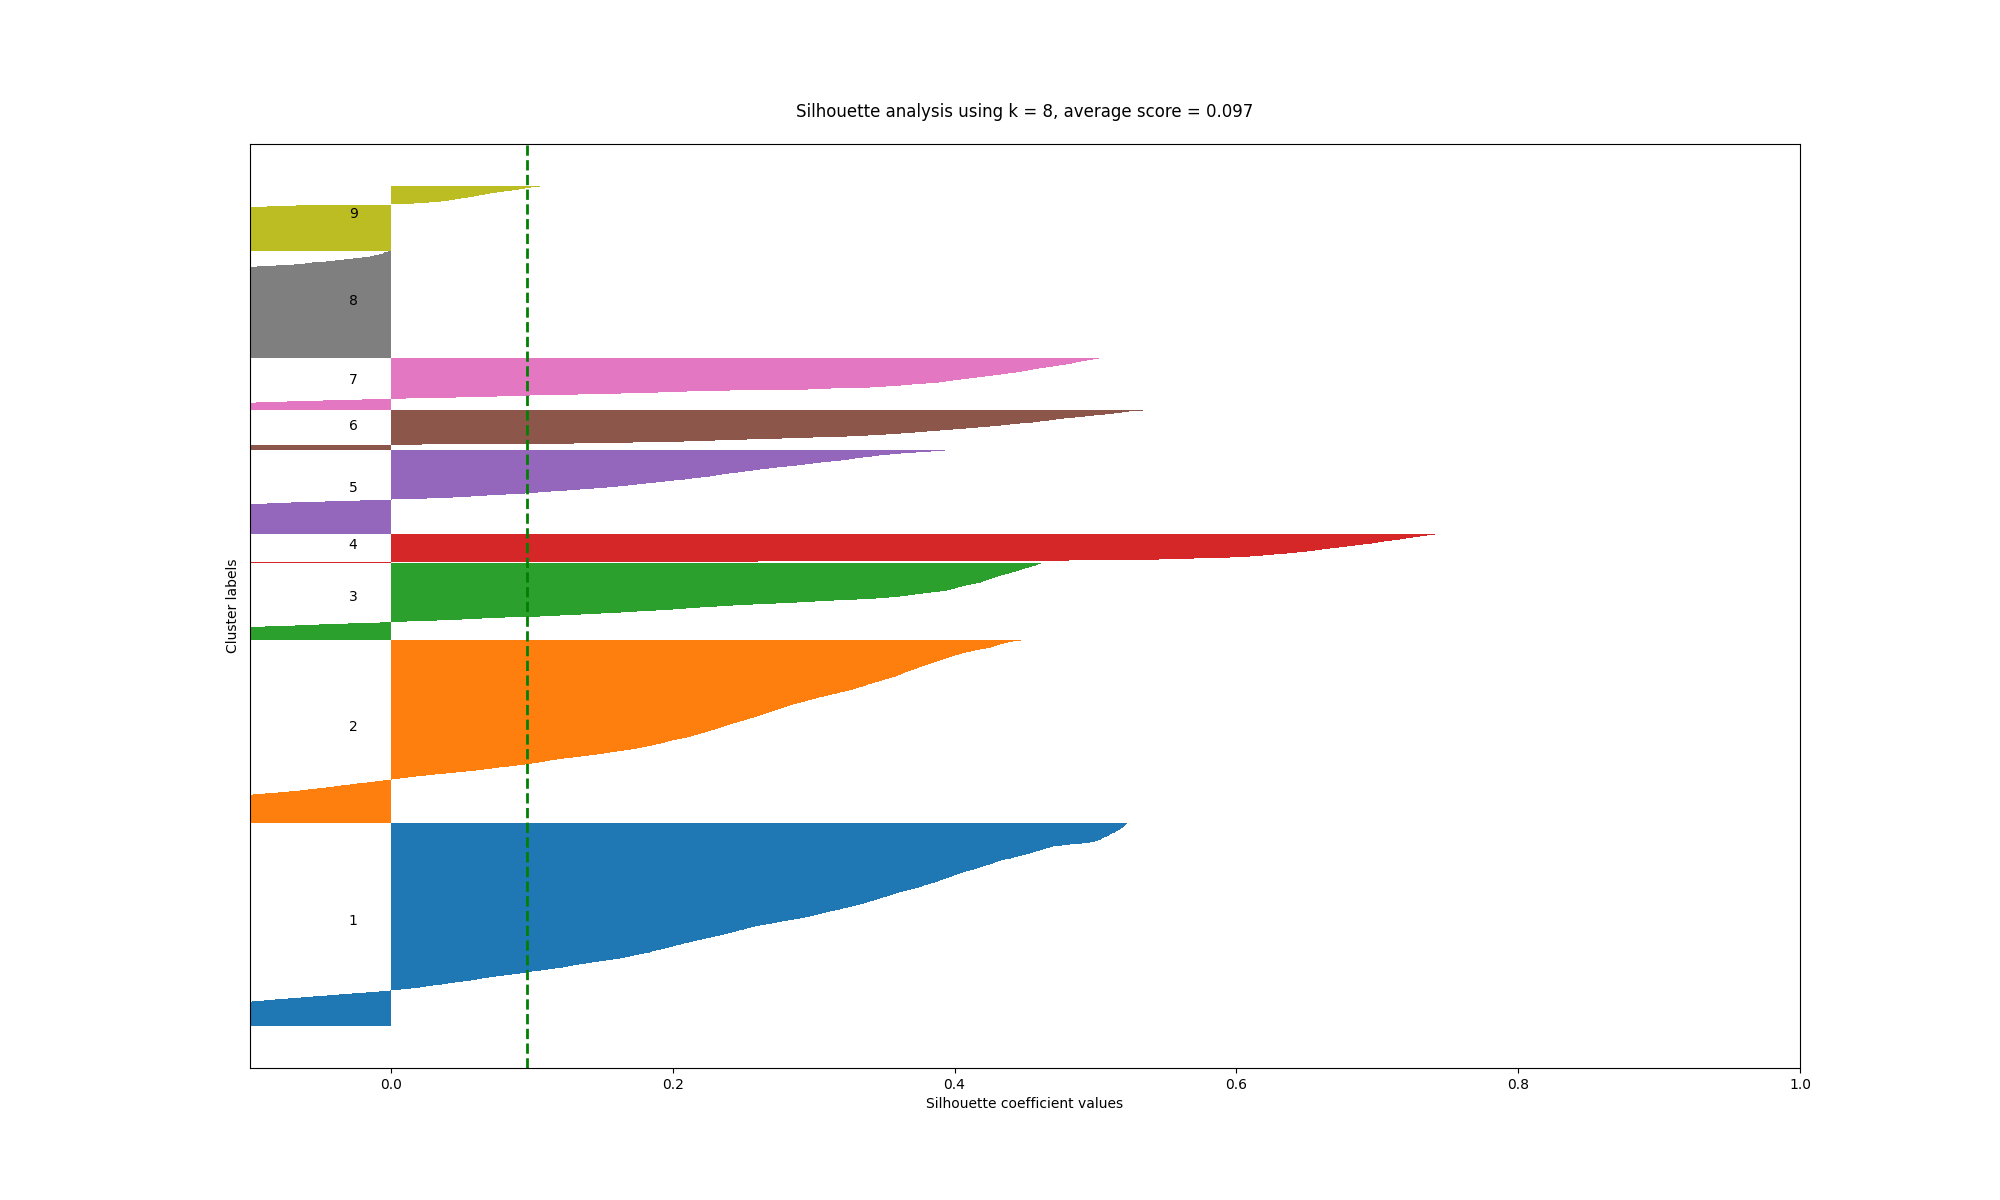 Silhouette analysis using k = 8, average score = 0.097
9
8
7
6
5
4
3
2
1
Cluster labels
0.0 0.2 0.4 0.6 0.8 1.0
Silhouette coefficient values